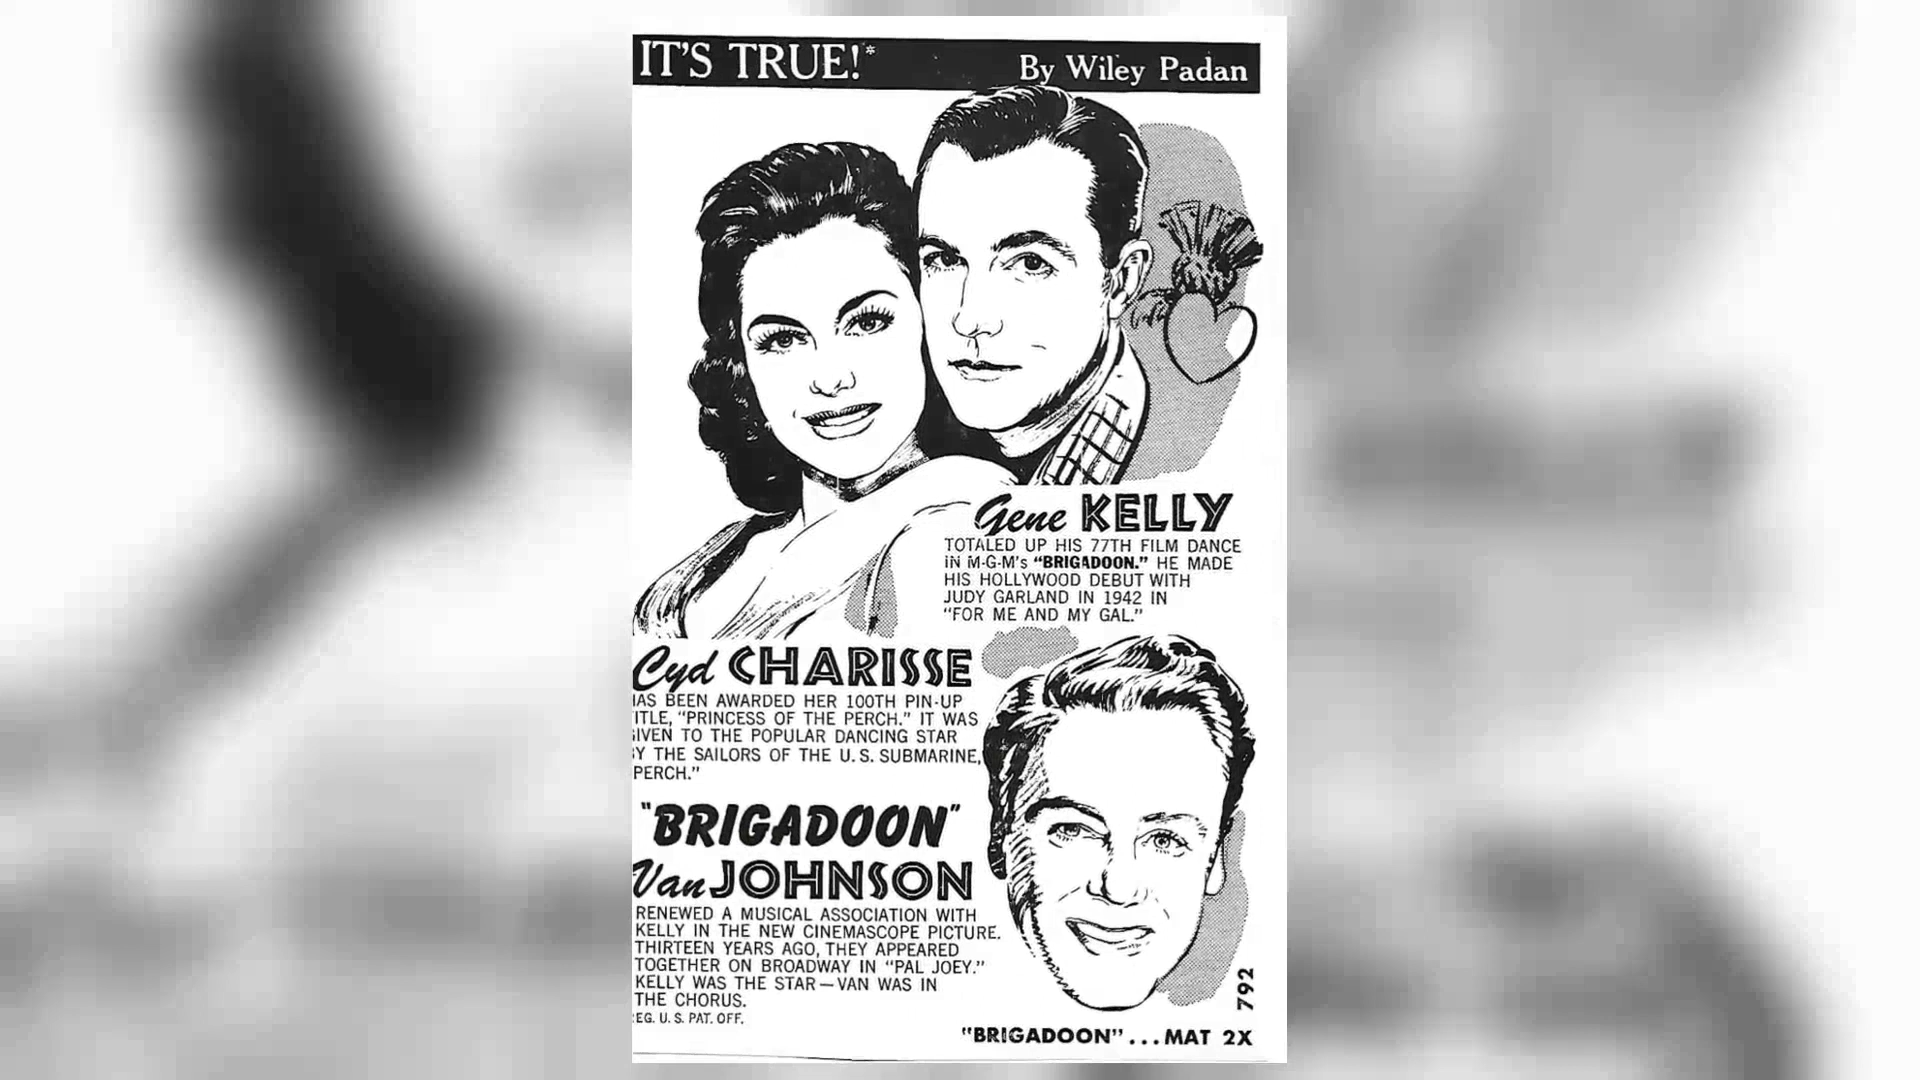 IT'S TRUE!*
By Wiley Padan
Gene KELLY
TOTALED UP HIS 77TH FILM DANCE
IN M-G-M's "BRIGADOON." HE MADE
HIS HOLLYWOOD DEBUT WITH
JUDY GARLAND IN 1942 IN
"FOR ME AND MY GAL."
Cyd CHARISSE
AS BEEN AWARDED HER 100TH PIN-UP
ITLE, "PRINCESS OF THE PERCH." IT WAS
IVEN TO THE POPULAR DANCING STAR
Y THE SAILORS OF THE U. S. SUBMARINE,
PERCH."
"BRIGADOON"
Van JOHNSON
RENEWED A MUSICAL ASSOCIATION WITH
KELLY IN THE NEW CINEMASCOPE PICTURE.
THIRTEEN YEARS AGO, THEY APPEARED
TOGETHER ON BROADWAY IN "PAL JOEY."
KELLY WAS THE STAR—VAN WAS IN
THE CHORUS.
EG. U. S. PAT. OFF.
792
"BRIGADOON"...MAT 2X